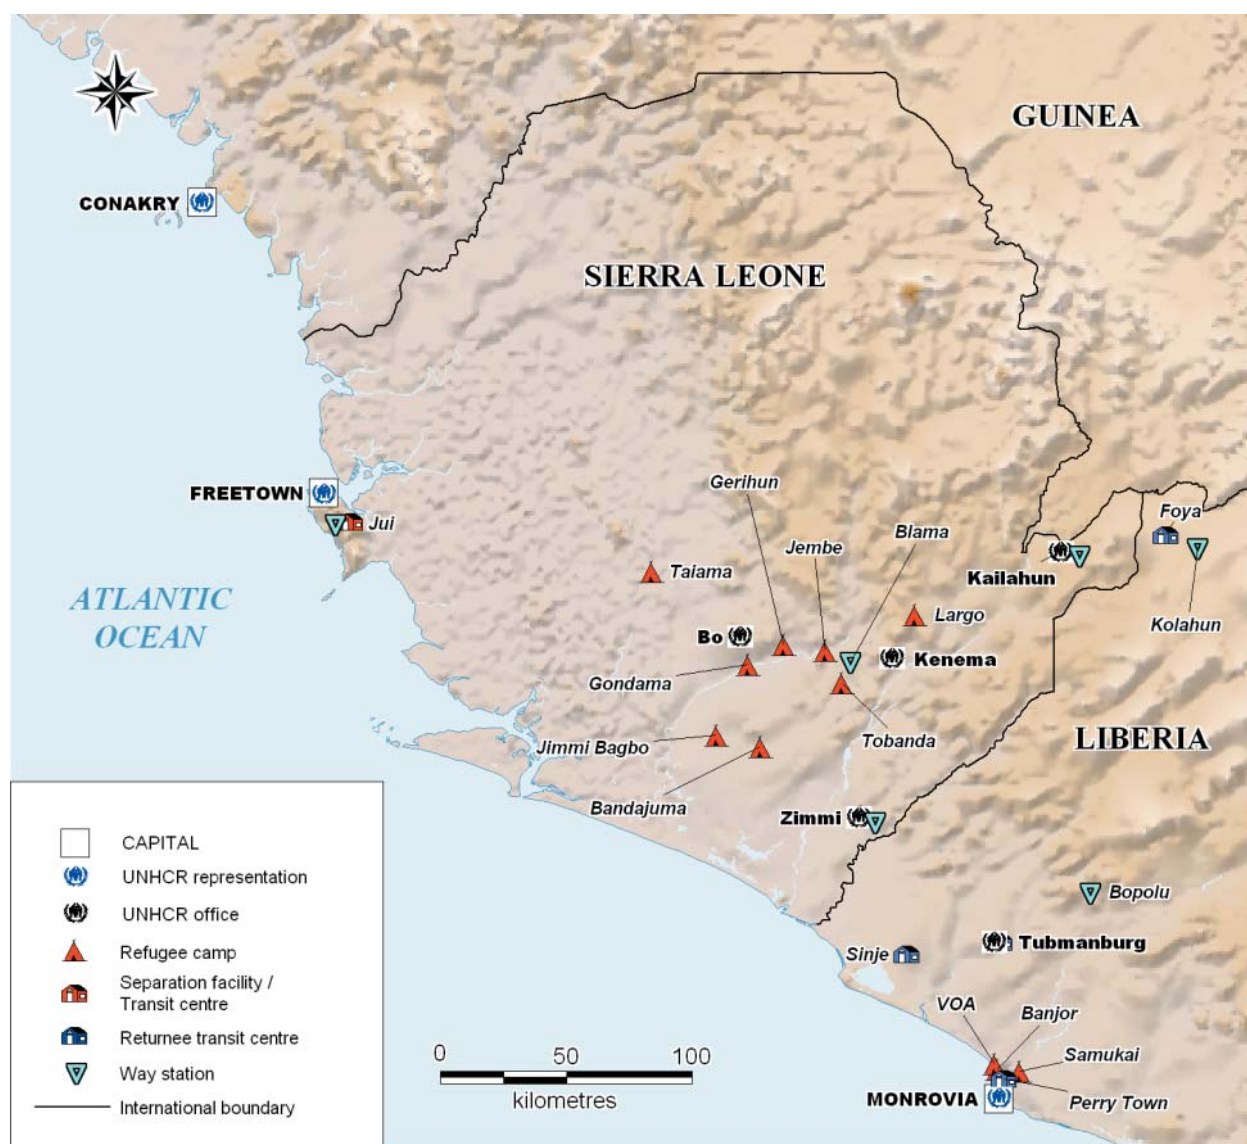 GUINEA
CONAKRY
SIERRA LEONE
Gerihun
FREETOWN
Jui
Foya
Blama
Jembe
Kailahun
Taiama
ATLANTIC
OCEAN
Largo
Kolahun
Bo
Kenema
Gondama
Jimmi Bagbo
Tobanda
LIBERIA
Bandajuma
Zimmi
CAPITAL
UNHCR representation
Bopolu
UNHCR office
Tubmanburg
Refugee camp
Sinje
Separation facility /
Transit centre
VOA
Banjor
Returnee transit centre
Samukai
0 50 100
Way station
kilometres
MONROVIA
Perry Town
International boundary